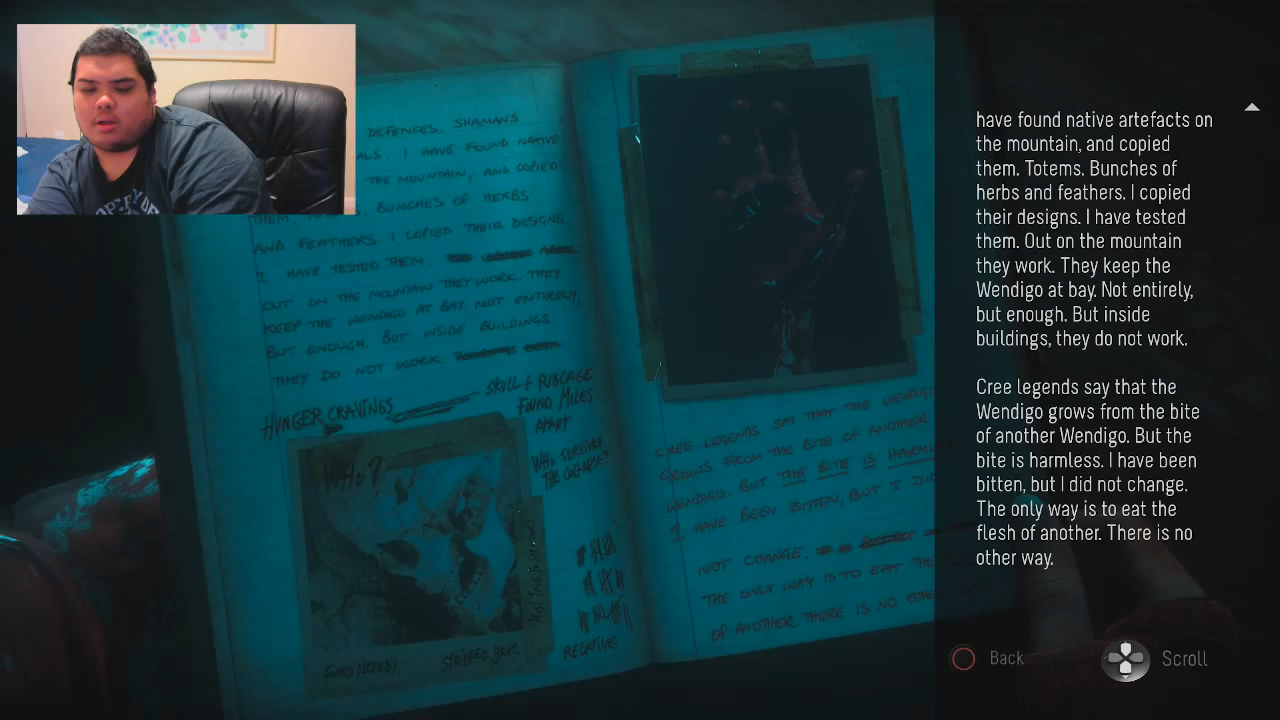 PROPERTY OF
DEFENCES. SHAMANS
I HAVE FOUND NATIVE
THE MOUNTAIN, AND COPIED
THEM. BUNCHES OF HERBS
AND FEATHERS. I COPIED THEIR DESIGNS
I HAVE TESTED THEM.
OUT ON THE MOUNTAIN THEY WORK. THEY
KEEP THE WENDIGO AT BAY. NOT ENTIRELY,
BUT ENOUGH. BUT INSIDE BUILDINGS
THEY DO NOT WORK.
HUNGER CRAVINGS
SKULL + RIBCAGE
FOUND MILES
APART
WHO SURVIVED
THE COLLAPSE?
WHO?
FOUND NEARBY
STRIPPED BARE
RELATIVES
CREE LEGENDS SAY THAT THE WENDIGO
GROWS FROM THE BITE OF ANOTHER
WENDIGO. BUT THE BITE IS HARML
I HAVE BEEN BITTEN, BUT I DID
NOT CHANGE.
THE ONLY WAY IS TO EAT THE
OF ANOTHER. THERE IS NO OTHER
have found native artefacts on
the mountain, and copied
them. Totems. Bunches of
herbs and feathers. I copied
their designs. I have tested
them. Out on the mountain
they work. They keep the
Wendigo at bay. Not entirely,
but enough. But inside
buildings, they do not work.
Cree legends say that the
Wendigo grows from the bite
of another Wendigo. But the
bite is harmless. I have been
bitten, but I did not change.
The only way is to eat the
flesh of another. There is no
other way.
Back
Scroll